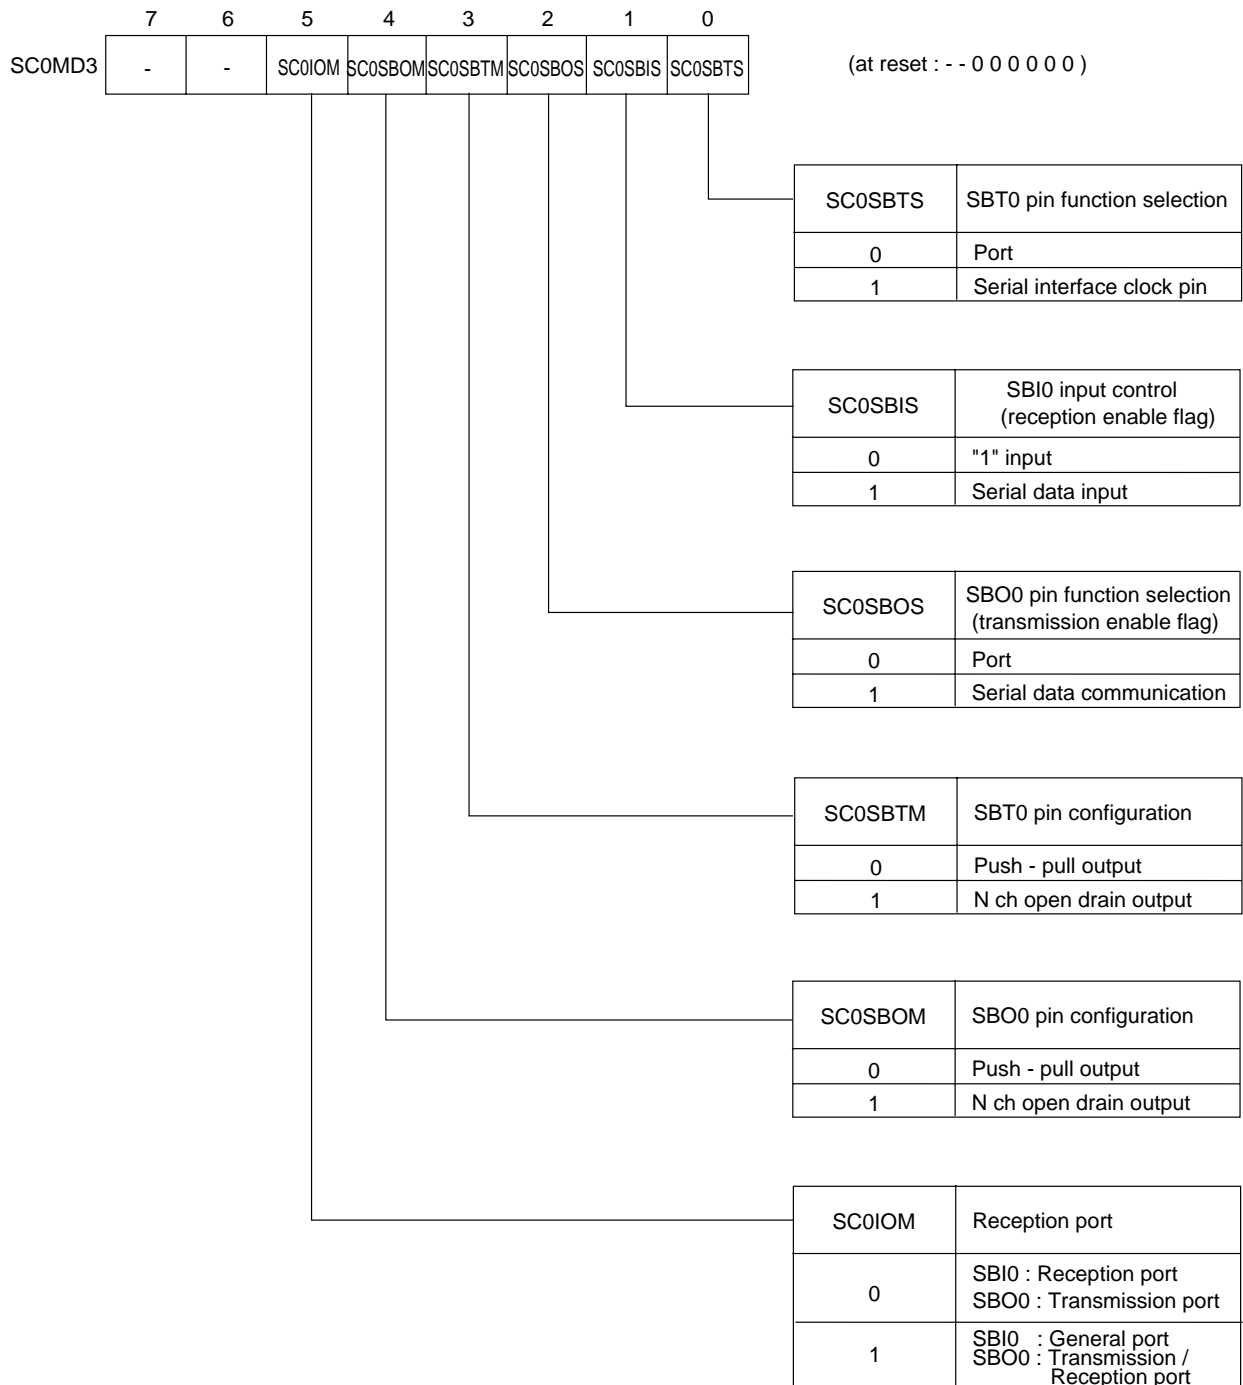 7 6 5 4 3 2 1 0
SC0MD3 - - SC0IOM SC0SBOM SC0SBTM SC0SBOS SC0SBIS SC0SBTS (at reset : - - 0 0 0 0 0 0 )
SC0SBTS SBT0 pin function selection
0 Port
1 Serial interface clock pin
SC0SBIS SBI0 input control
(reception enable flag)
0 "1" input
1 Serial data input
SC0SBOS SBO0 pin function selection
(transmission enable flag)
0 Port
1 Serial data communication
SC0SBTM SBT0 pin configuration
0 Push - pull output
1 N ch open drain output
SC0SBOM SBO0 pin configuration
0 Push - pull output
1 N ch open drain output
SC0IOM Reception port
0 SBI0 : Reception port
SBO0 : Transmission port
1 SBI0 : General port
SBO0 : Transmission /
Reception port